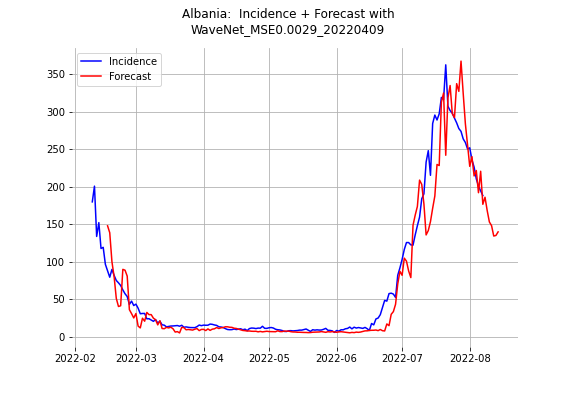 Albania:  Incidence + Forecast with
WaveNet_MSE0.0029_20220409
Incidence
Forecast
350
300
250
200
150
100
50
0
2022-02 2022-03 2022-04 2022-05 2022-06 2022-07 2022-08